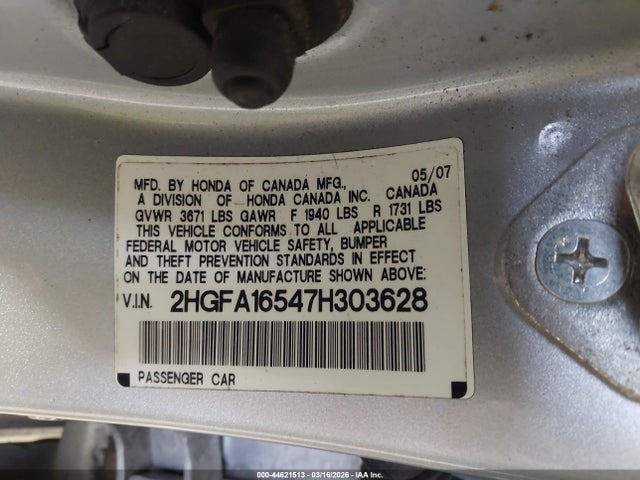 MFD. BY HONDA OF CANADA MFG., 05/07
A DIVISION OF HONDA CANADA INC. CANADA
GVWR 3671 LBS GAWR F 1940 LBS R 1731 LBS
THIS VEHICLE CONFORMS TO ALL APPLICABLE
FEDERAL MOTOR VEHICLE SAFETY, BUMPER
AND THEFT PREVENTION STANDARDS IN EFFECT
ON THE DATE OF MANUFACTURE SHOWN ABOVE:
V.I.N. 2HGFA16547H303628
PASSENGER CAR
000-44621513 - 03/16/2026 - IAA Inc.